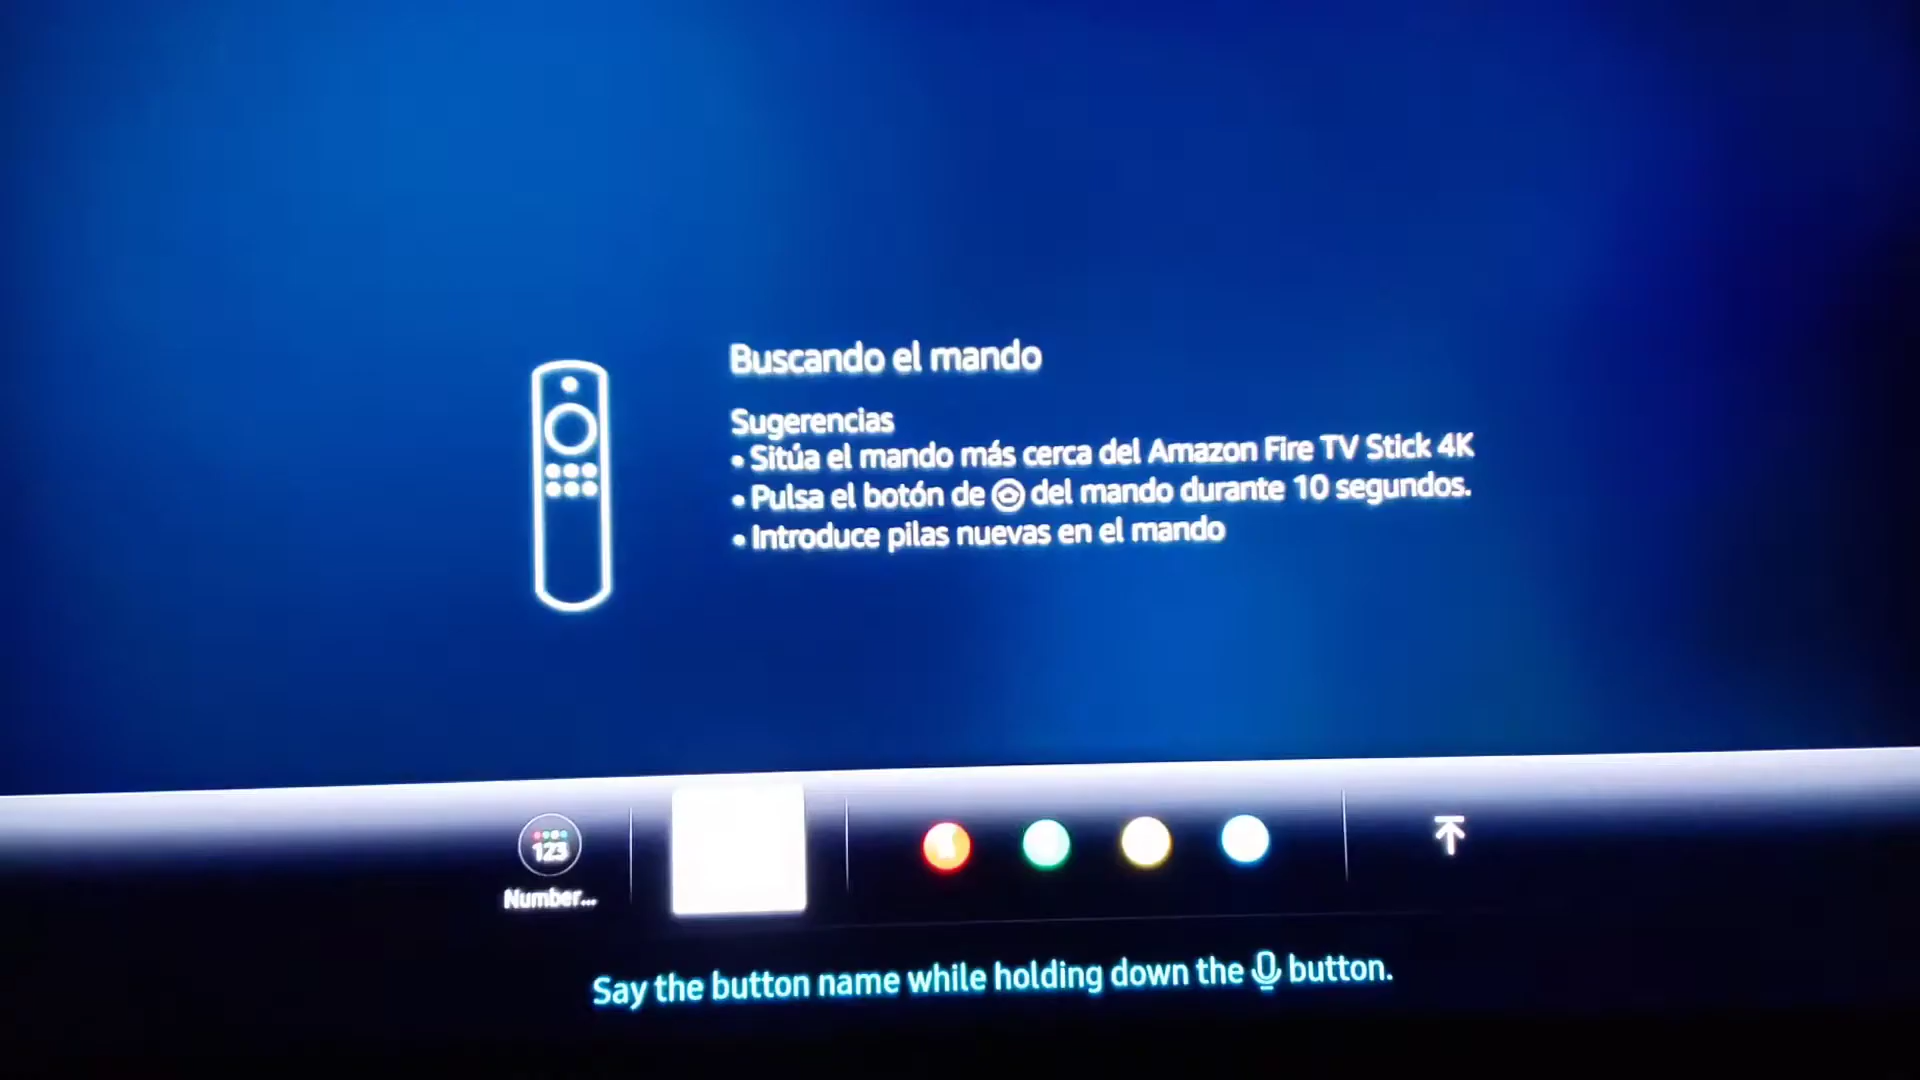 Buscando el mando
Sugerencias
• Sitúa el mando más cerca del Amazon Fire TV Stick 4K
• Pulsa el botón de del mando durante 10 segundos.
• Introduce pilas nuevas en el mando
123
Number...
Say the button name while holding down the button.